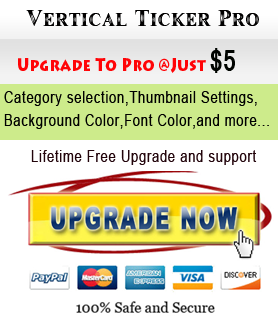 Vertical Ticker Pro
Upgrade To Pro @Just $5
Category selection,Thumbnail Settings,
Background Color,Font Color,and more...
Lifetime Free Upgrade and support
UPGRADE NOW
PayPal MasterCard AMERICAN EXPRESS VISA DISCOVER
100% Safe and Secure